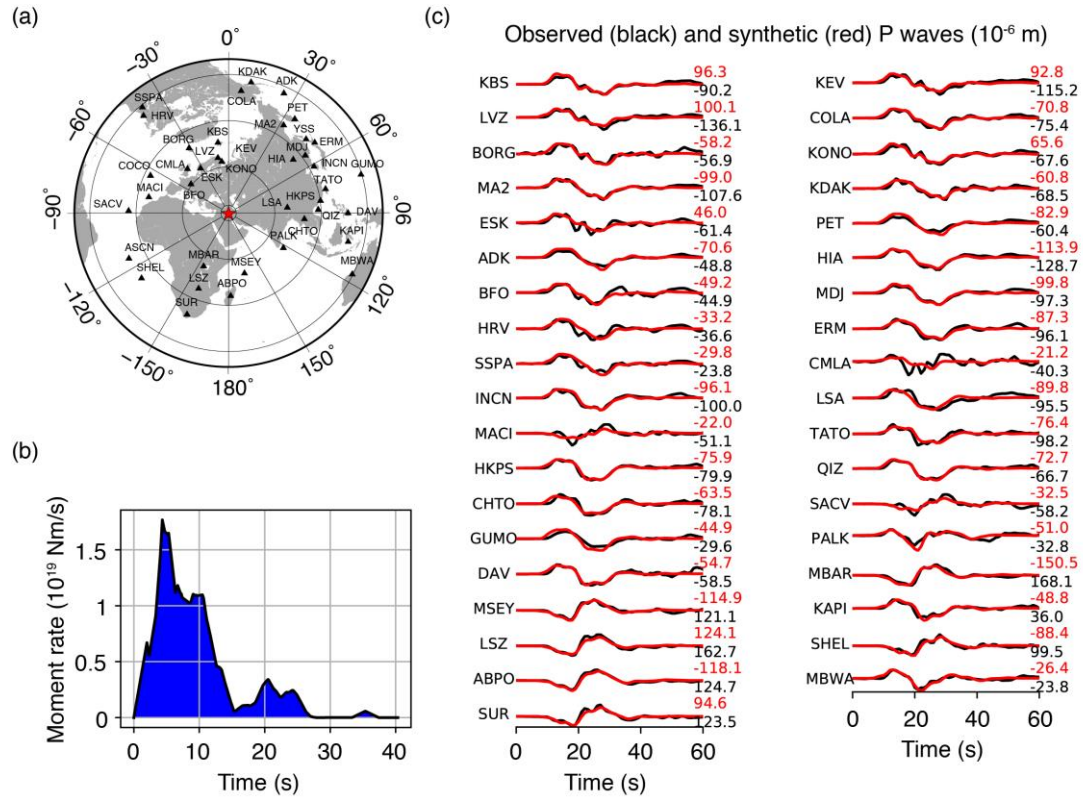 (a)
0°
30°
60°
90°
120°
150°
180°
−150°
−120°
−90°
−60°
−30°
KDAK
ADK
COLA
SSPA
HRV
PET
MA2
YSS
ERM
BORG
KBS
LVZ
KEV
MDJ
HIA
INCN
GUMO
COCO
CMLA
ESK
KONO
TATO
MACI
BFO
LSA
HKPS
SACV
QIZ
DAV
CHTO
KAPI
PALK
ASCN
MBAR
MSEY
MBWA
SHEL
LSZ
ABPO
SUR
(b)
Moment rate (10¹⁹ Nm/s)
1.5
1
0.5
0
0 10 20 30 40
Time (s)
(c)
Observed (black) and synthetic (red) P waves (10⁻⁶ m)
KBS 96.3
-90.2
LVZ 100.1
-136.1
BORG -58.2
-56.9
MA2 -99.0
-107.6
ESK 46.0
-61.4
ADK -70.6
-48.8
BFO -49.2
-44.9
HRV -33.2
-36.6
SSPA -29.8
-23.8
INCN -96.1
-100.0
MACI -22.0
-51.1
HKPS -75.9
-79.9
CHTO -63.5
-78.1
GUMO -44.9
-29.6
DAV -54.7
-58.5
MSEY -114.9
121.1
LSZ 124.1
162.7
ABPO -118.1
124.7
SUR 94.6
123.5
0 20 40 60
Time (s)
KEV 92.8
-115.2
COLA -70.8
-75.4
KONO 65.6
-67.6
KDAK -60.8
-68.5
PET -82.9
-60.4
HIA -113.9
-128.7
MDJ -99.8
-97.3
ERM -87.3
-96.1
CMLA -21.2
-40.3
LSA -89.8
-95.5
TATO -76.4
-98.2
QIZ -72.7
-66.7
SACV -32.5
-58.2
PALK -51.0
-32.8
MBAR -150.5
168.1
KAPI -48.8
36.0
SHEL -88.4
99.5
MBWA -26.4
-23.8
0 20 40 60
Time (s)